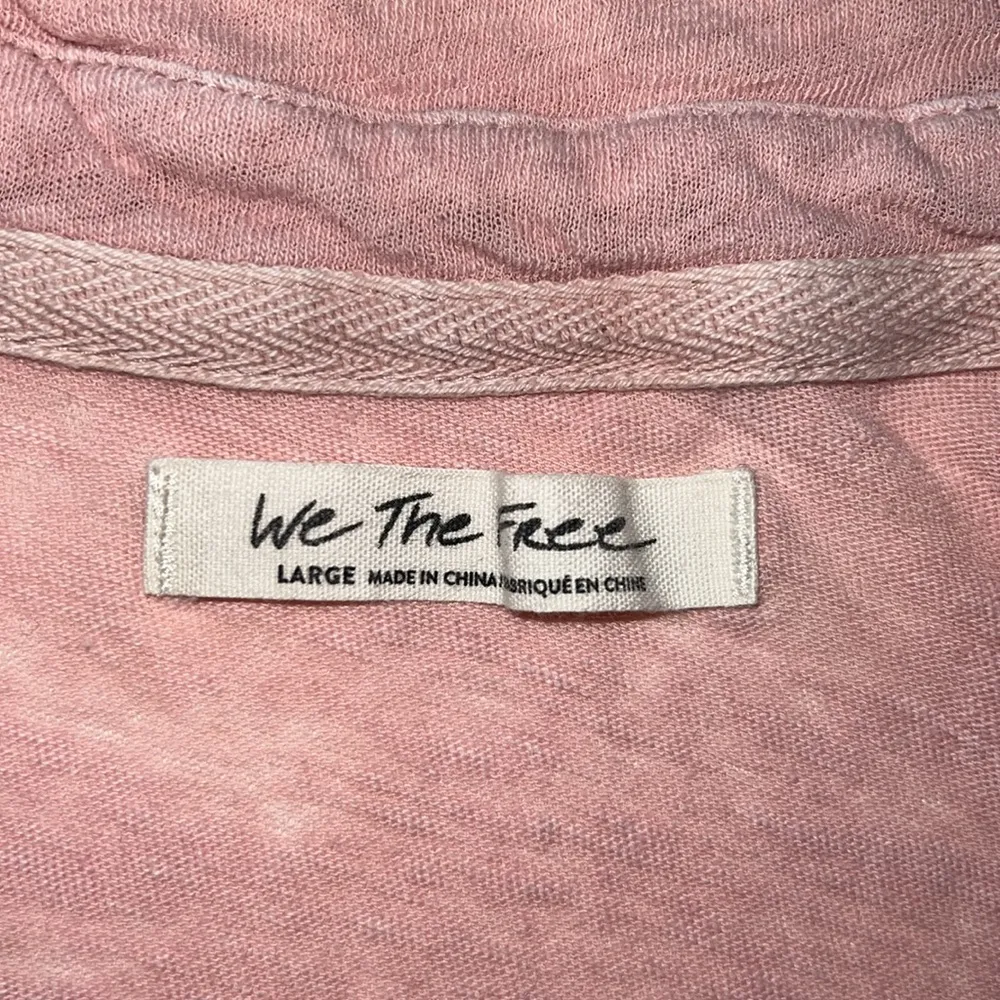 We The Free
LARGE MADE IN CHINA FABRIQUÉ EN CHINE